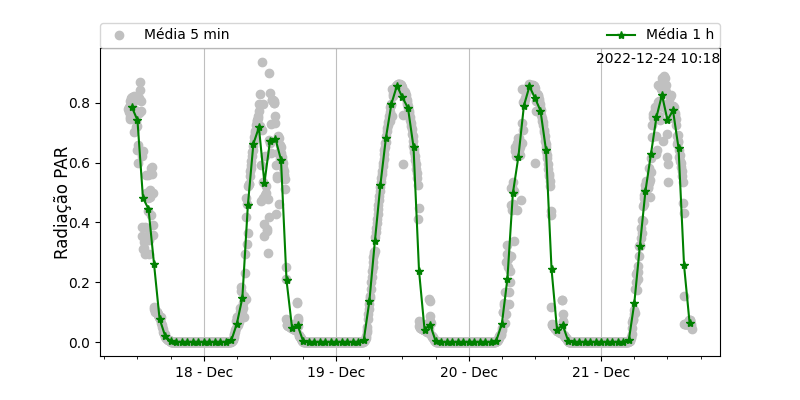 Média 5 min
Média 1 h
2022-12-24 10:18
Radiação PAR
0.8
0.6
0.4
0.2
0.0
18 - Dec
19 - Dec
20 - Dec
21 - Dec